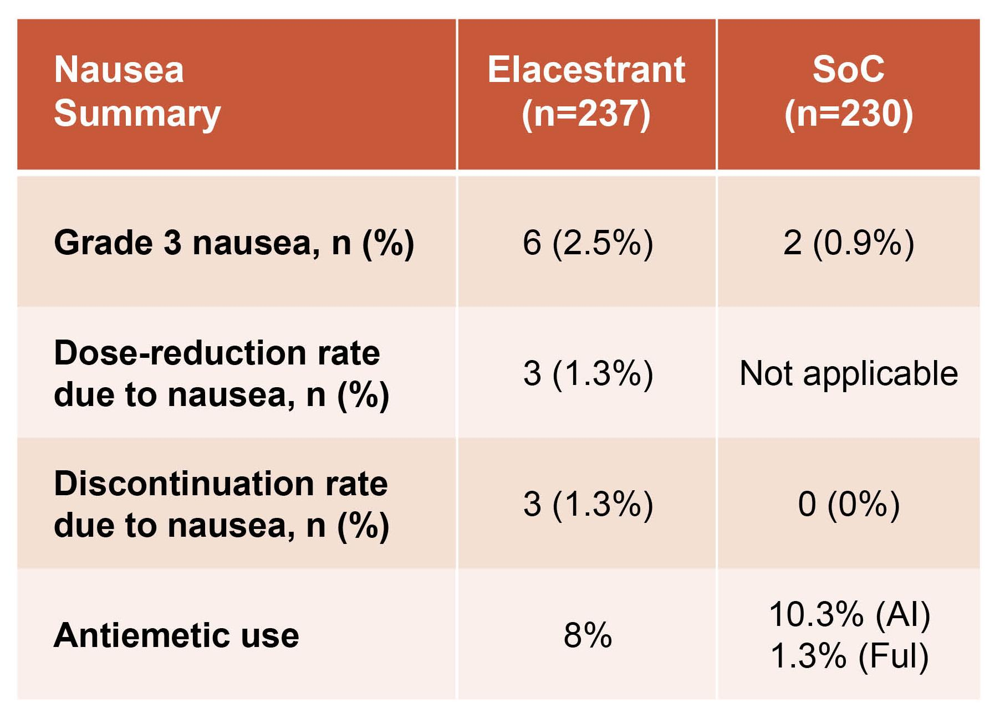 Nausea
Summary
Elacestrant
(n=237)
SoC
(n=230)
Grade 3 nausea, n (%)
6 (2.5%)
2 (0.9%)
Dose-reduction rate
due to nausea, n (%)
3 (1.3%)
Not applicable
Discontinuation rate
due to nausea, n (%)
3 (1.3%)
0 (0%)
Antiemetic use
8%
10.3% (AI)
1.3% (Ful)